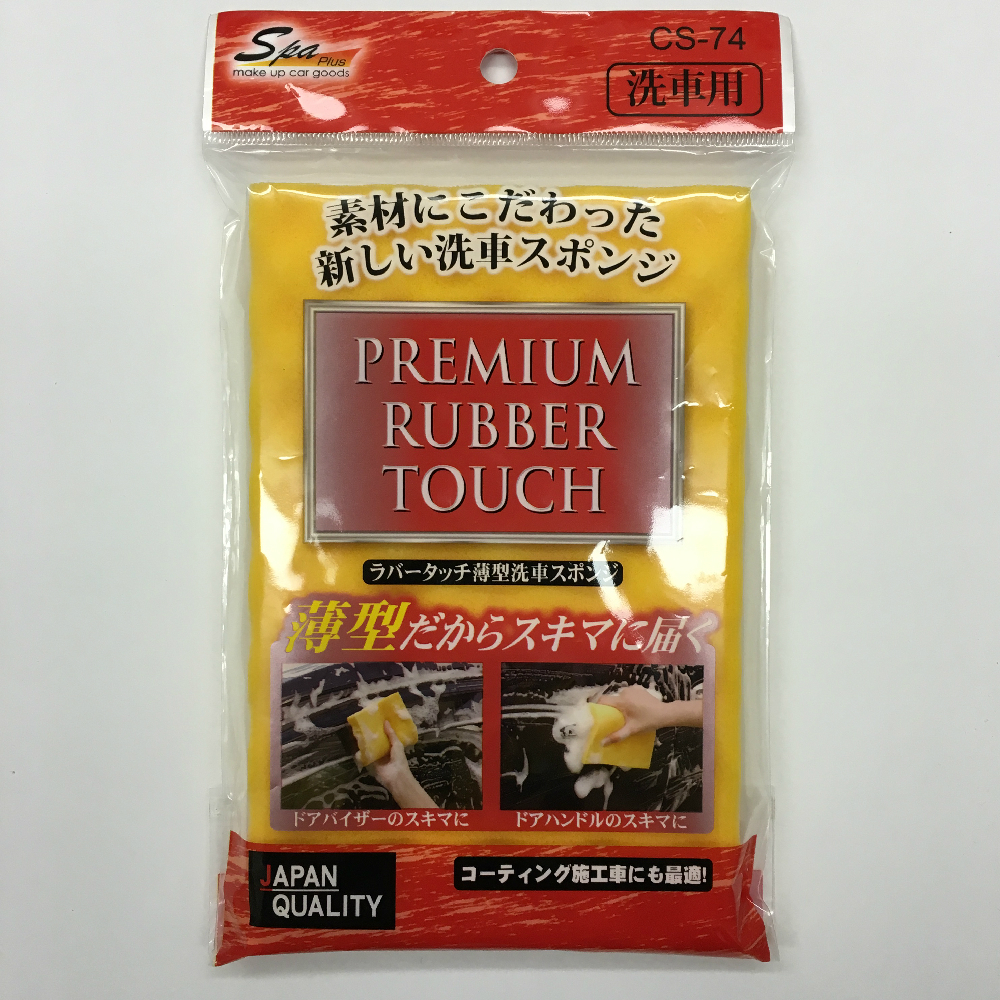 Spa Plus
make up car goods
CS-74
洗車用
素材にこだわった
新しい洗車スポンジ
PREMIUM
RUBBER
TOUCH
ラバータッチ薄型洗車スポンジ
薄型だからスキマに届く
ドアバイザーのスキマに
ドアハンドルのスキマに
JAPAN
QUALITY
コーティング施工車にも最適!